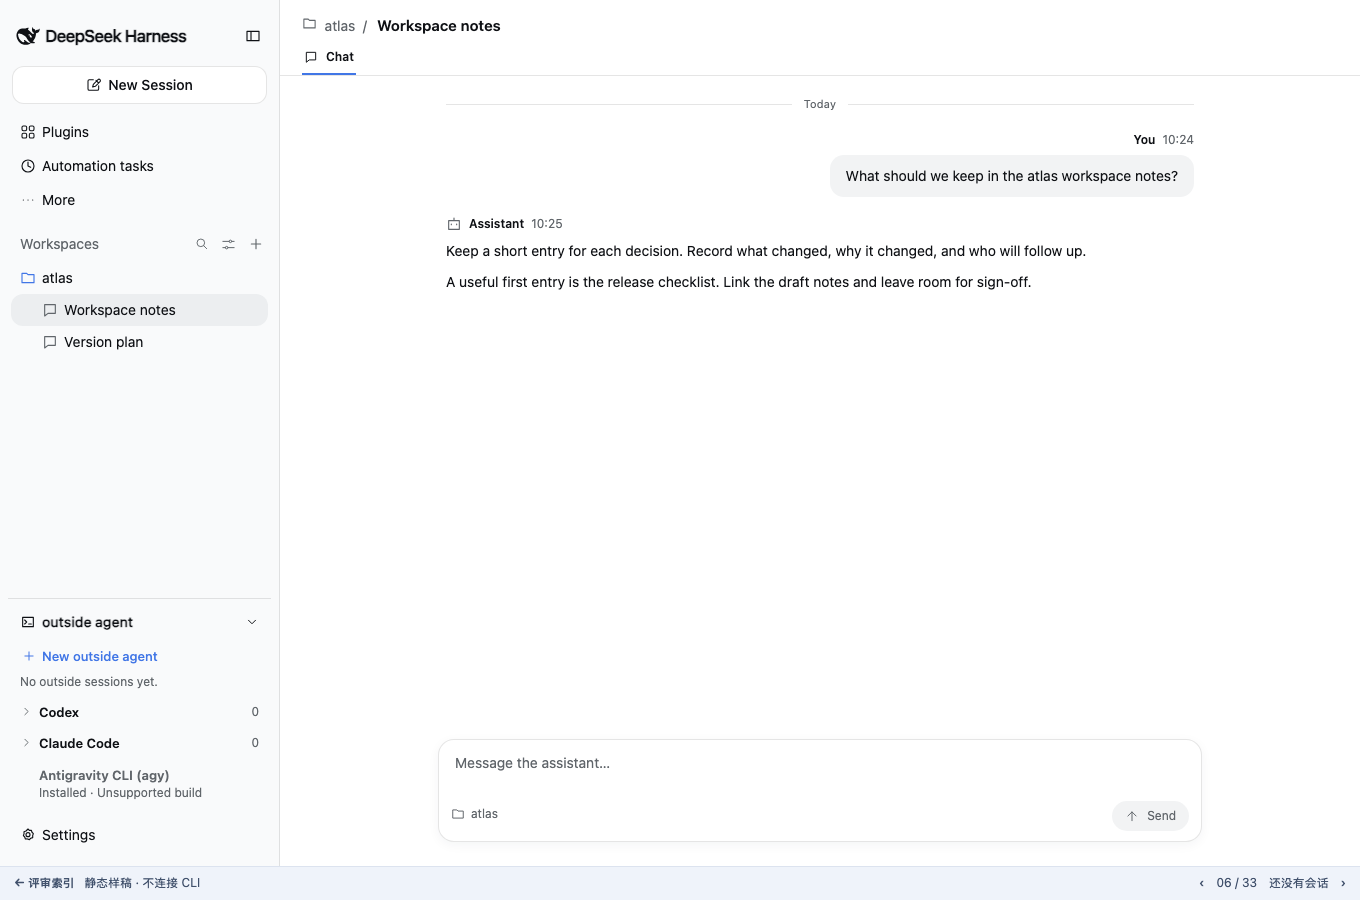 DeepSeek Harness
New Session
Plugins
Automation tasks
More
Workspaces
atlas
Workspace notes
Version plan
outside agent
New outside agent
No outside sessions yet.
Codex 0
Claude Code 0
Antigravity CLI (agy)
Installed · Unsupported build
Settings
atlas / Workspace notes
Chat
Today
You 10:24
What should we keep in the atlas workspace notes?
Assistant 10:25
Keep a short entry for each decision. Record what changed, why it changed, and who will follow up.
A useful first entry is the release checklist. Link the draft notes and leave room for sign-off.
Message the assistant…
atlas
Send
← 评审索引 静态样稿 · 不连接 CLI
‹ 06 / 33 还没有会话 ›